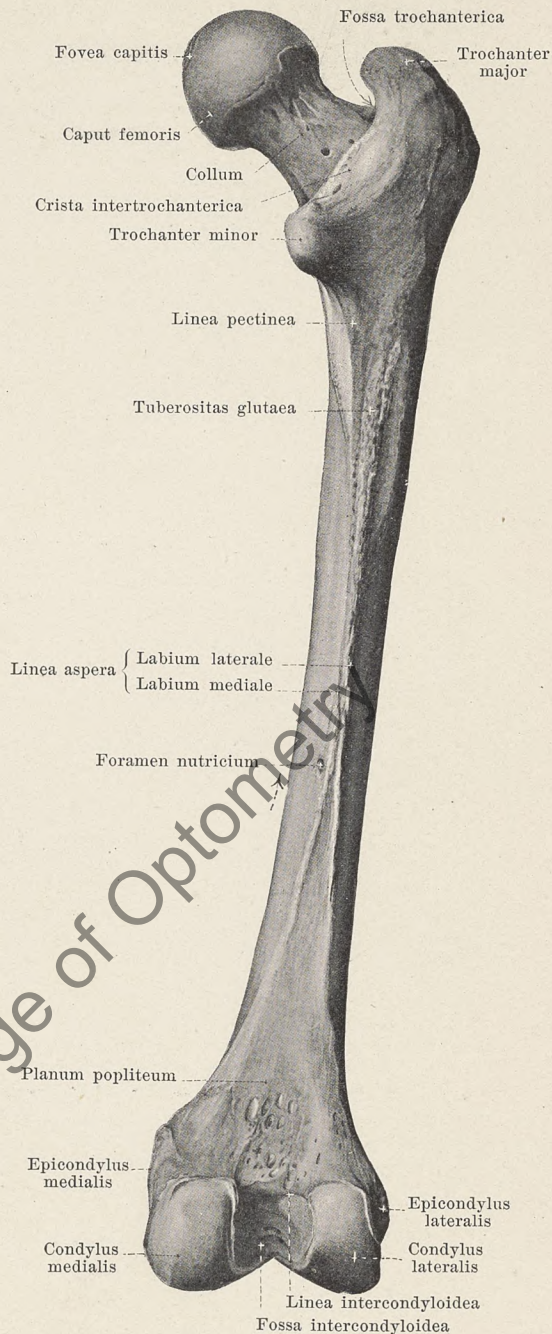 Fossa trochanterica
Fovea capitis
Trochanter
major
Caput femoris
Collum
Crista intertrochanterica
Trochanter minor
Linea pectinea
Tuberositas glutaea
Linea aspera { Labium laterale
Labium mediale
Foramen nutricium
Planum popliteum
Epicondylus
medialis
Epicondylus
lateralis
Condylus
medialis
Condylus
lateralis
Linea intercondyloidea
Fossa intercondyloidea
ge of Optometry